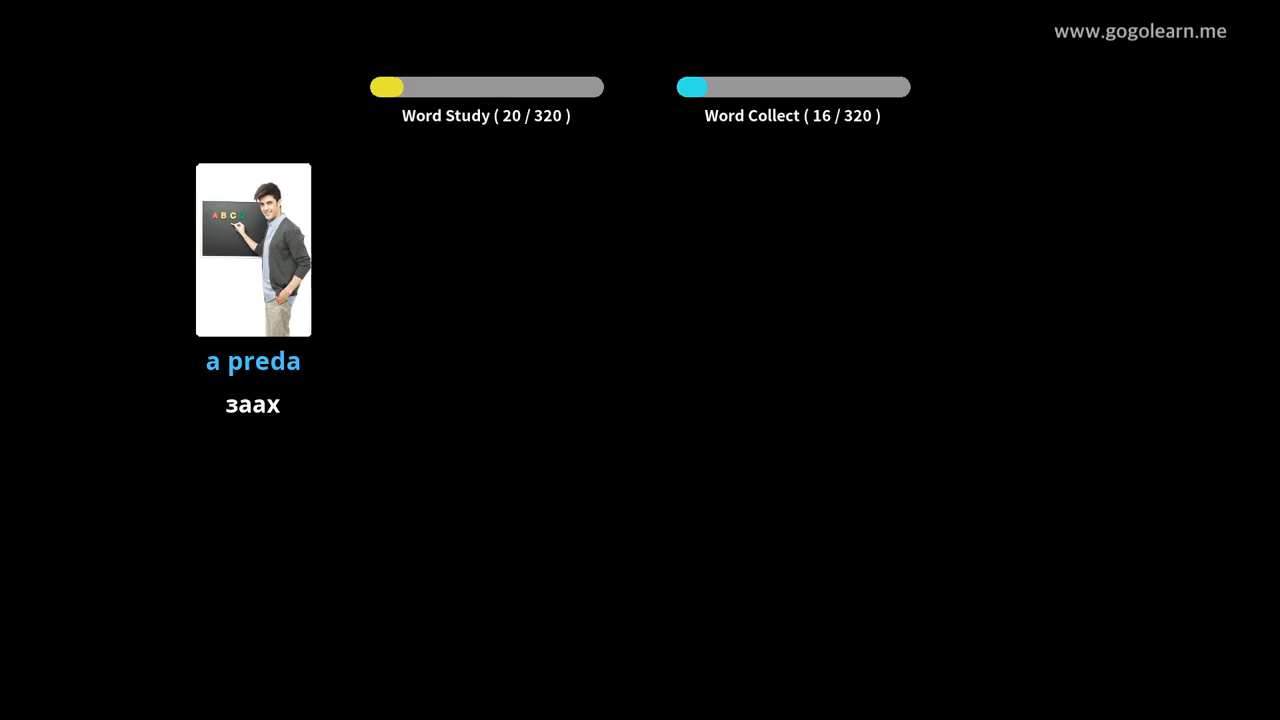 www.gogolearn.me
Word Study ( 20 / 320 )
Word Collect ( 16 / 320 )
A B C D
a preda
заах